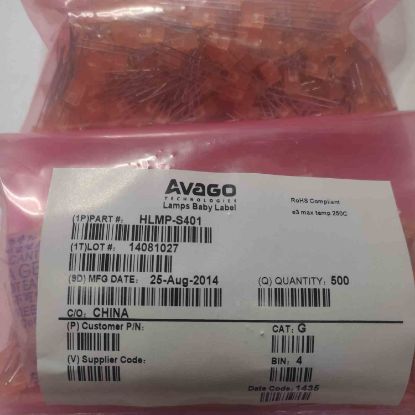 Avago
TECHNOLOGIES
Lamps Baby Label
RoHS Compliant
e3 max temp 250C
(1P)PART #: HLMP-S401
(1T)LOT #: 14081027
(9D) MFG DATE: 25-Aug-2014
(Q) QUANTITY: 500
C/O: CHINA
(P) Customer P/N:
CAT: G
(V) Supplier Code:
BIN: 4
Date Code: 1435